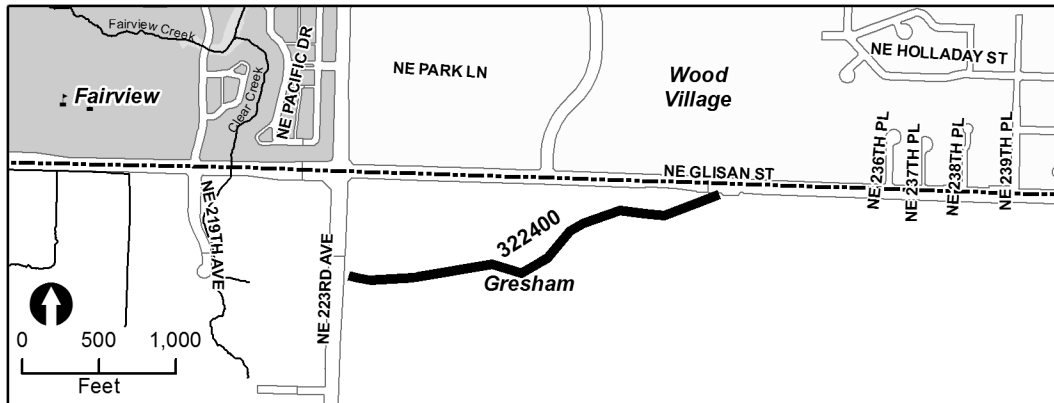 Fairview Creek
NE PACIFIC DR
NE PARK LN
Wood
Village
NE HOLLADAY ST
Fairview
Clear Creek
NE GLISAN ST
NE 236TH PL
NE 237TH PL
NE 238TH PL
NE 239TH PL
NE 219TH AVE
NE 223RD AVE
322400
Gresham
0 500 1,000
Feet